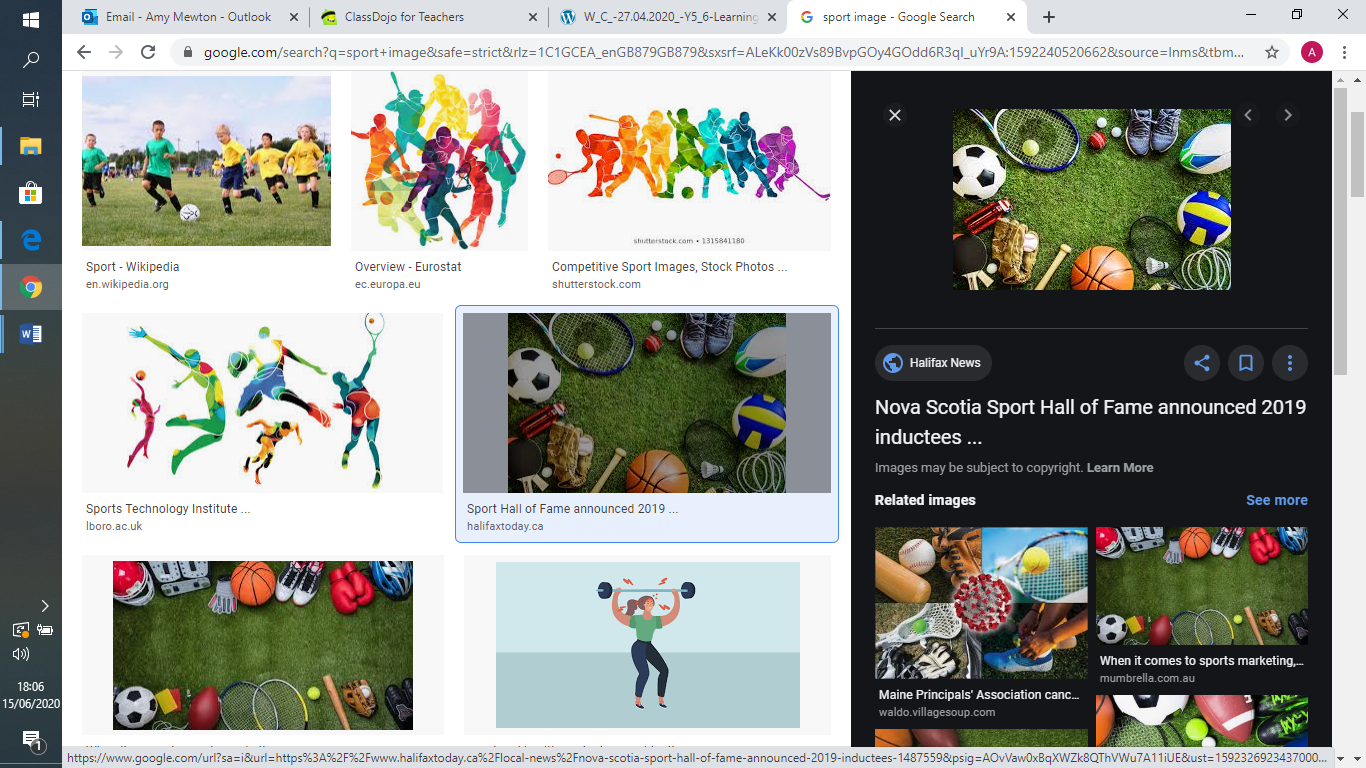 Email - Amy Mewton - Outlook
ClassDojo for Teachers
W_C_-27.04.2020_-Y5_6-Learning
sport image - Google Search
google.com/search?q=sport+image&safe=strict&rlz=1C1GCEA_enGB879GB879&sxsrf=ALeKk00zVs89BvpGOy4GOdd6R3qI_uYr9A:1592240520662&source=lnms&tbm...
A
shutterstock.com • 1315841180
Sport - Wikipedia
en.wikipedia.org
Overview - Eurostat
ec.europa.eu
Competitive Sport Images, Stock Photos ...
shutterstock.com
Sports Technology Institute ...
lboro.ac.uk
Sport Hall of Fame announced 2019 ...
halifaxtoday.ca
Halifax News
Nova Scotia Sport Hall of Fame announced 2019
inductees ...
Images may be subject to copyright. Learn More
Related images
See more
Maine Principals' Association canc...
waldo.villagesoup.com
When it comes to sports marketing,...
mumbrella.com.au
18:06
15/06/2020
1
https://www.google.com/url?sa=i&url=https%3A%2F%2Fwww.halifaxtoday.ca%2Flocal-news%2Fnova-scotia-sport-hall-of-fame-announced-2019-inductees-1487559&psig=AOvVaw0xBqXWZk8QThVWu7A11iUE&ust=1592326923437000...